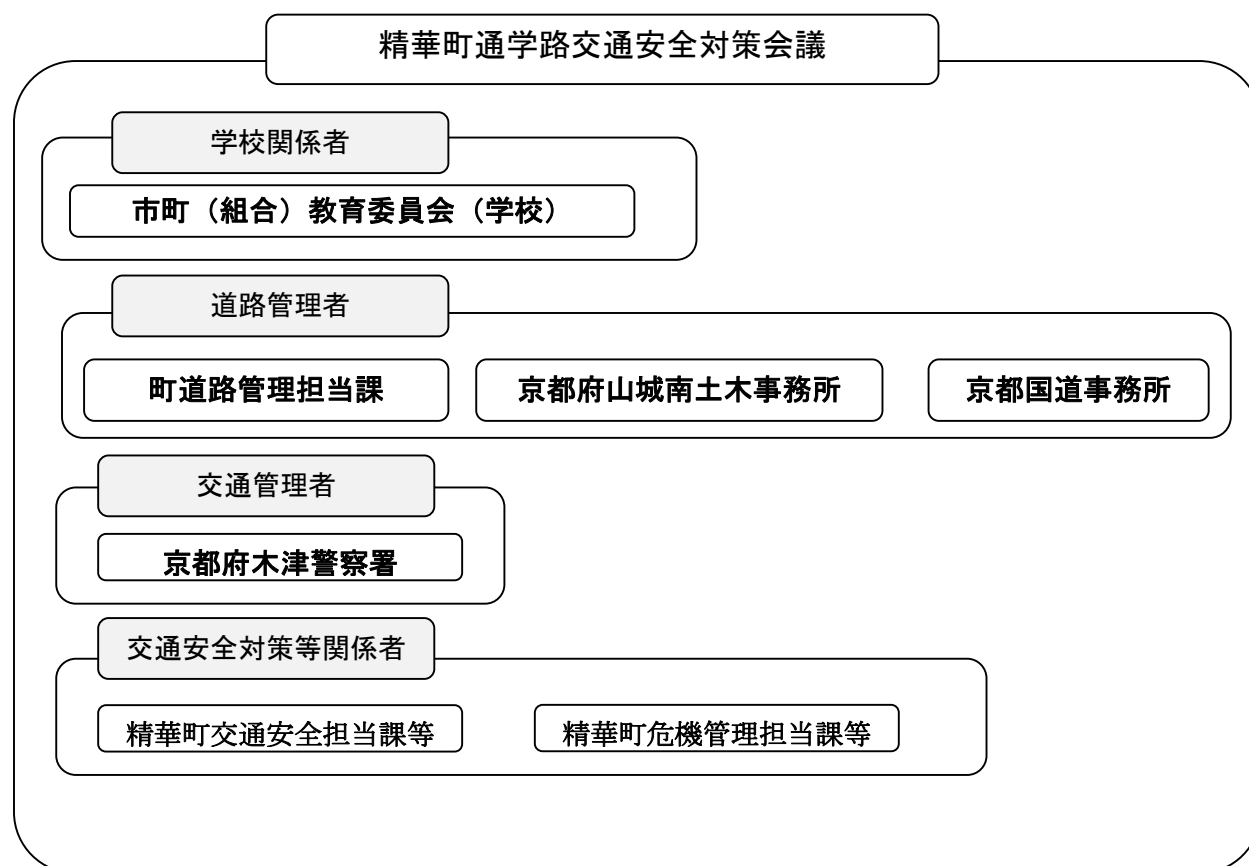 精華町通学路交通安全対策会議
学校関係者
市町（組合）教育委員会（学校）
道路管理者
町道路管理担当課
京都府山城南土木事務所
京都国道事務所
交通管理者
京都府木津警察署
交通安全対策等関係者
精華町交通安全担当課等
精華町危機管理担当課等